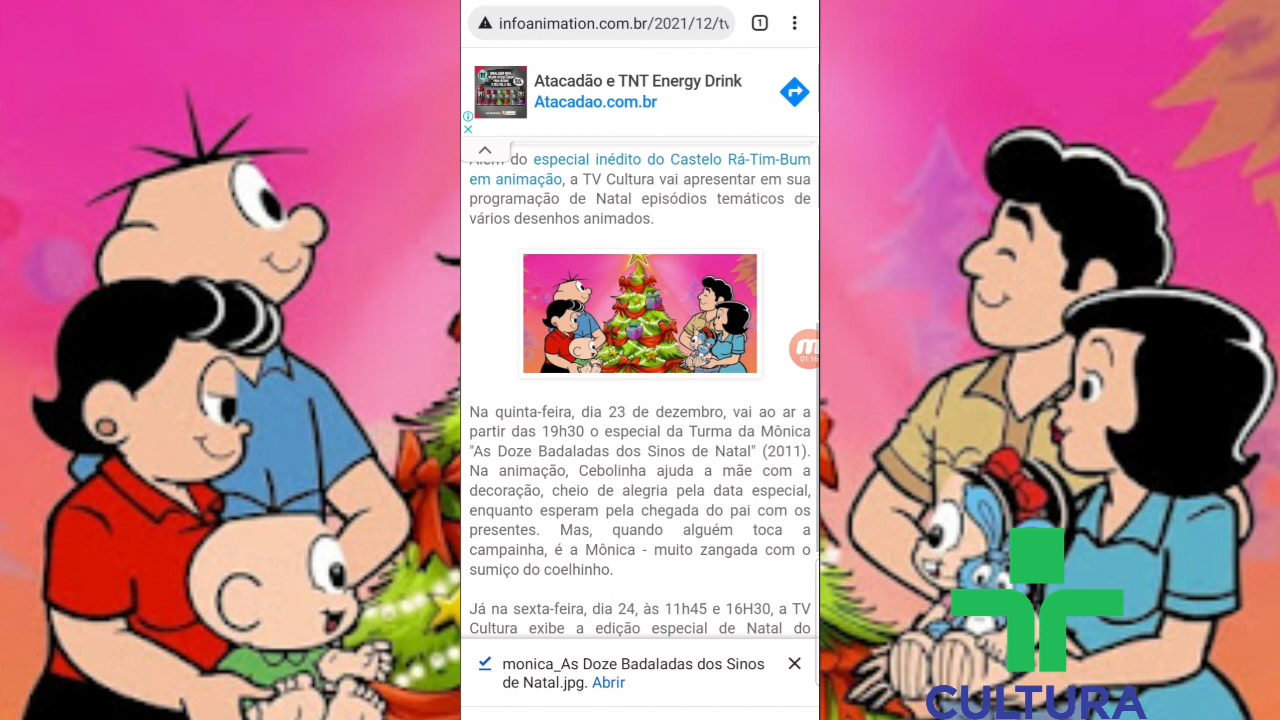 infoanimation.com.br/2021/12/tv
1
Atacadão e TNT Energy Drink
Atacadao.com.br
Além do especial inédito do Castelo Rá-Tim-Bum
em animação, a TV Cultura vai apresentar em sua
programação de Natal episódios temáticos de
vários desenhos animados.
01:16
Na quinta-feira, dia 23 de dezembro, vai ao ar a
partir das 19h30 o especial da Turma da Mônica
"As Doze Badaladas dos Sinos de Natal" (2011).
Na animação, Cebolinha ajuda a mãe com a
decoração, cheio de alegria pela data especial,
enquanto esperam pela chegada do pai com os
presentes. Mas, quando alguém toca a
campainha, é a Mônica - muito zangada com o
sumiço do coelhinho.
Já na sexta-feira, dia 24, às 11h45 e 16H30, a TV
Cultura exibe a edição especial de Natal do
monica_As Doze Badaladas dos Sinos
de Natal.jpg. Abrir
CULTURA